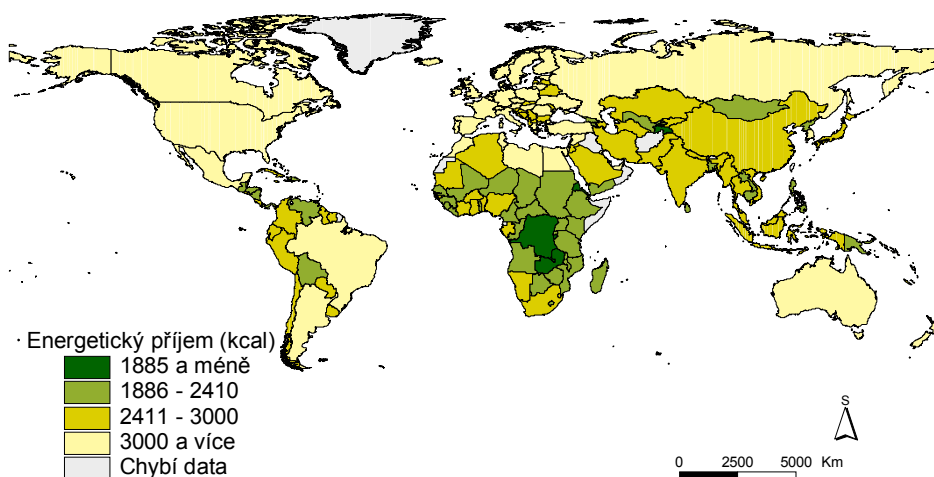 Energetický příjem (kcal)
1885 a méně
1886 - 2410
2411 - 3000
3000 a více
Chybí data
S
0 2500 5000 Km